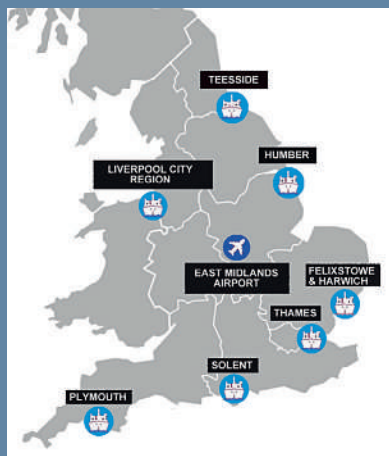 TEESSIDE
HUMBER
LIVERPOOL CITY
REGION
EAST MIDLANDS
AIRPORT
FELIXSTOWE
& HARWICH
THAMES
SOLENT
PLYMOUTH